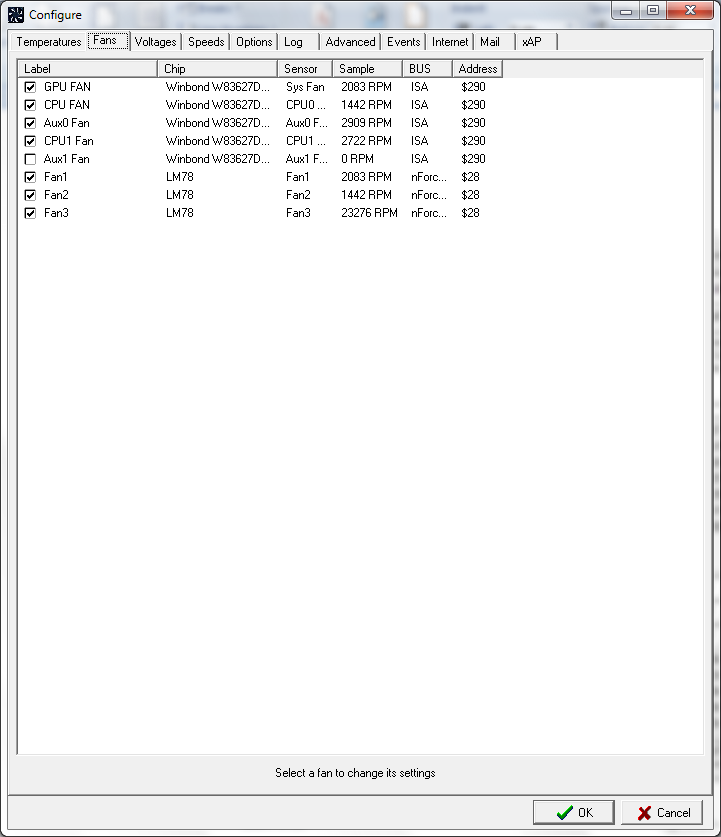 Configure
Temperatures Fans Voltages Speeds Options Log Advanced Events Internet Mail xAP
Label Chip Sensor Sample BUS Address
GPU FAN Winbond W83627D... Sys Fan 2083 RPM ISA $290
CPU FAN Winbond W83627D... CPU0 ... 1442 RPM ISA $290
Aux0 Fan Winbond W83627D... Aux0 F... 2909 RPM ISA $290
CPU1 Fan Winbond W83627D... CPU1 ... 2722 RPM ISA $290
Aux1 Fan Winbond W83627D... Aux1 F... 0 RPM ISA $290
Fan1 LM78 Fan1 2083 RPM nForc... $28
Fan2 LM78 Fan2 1442 RPM nForc... $28
Fan3 LM78 Fan3 23276 RPM nForc... $28
Select a fan to change its settings
OK Cancel